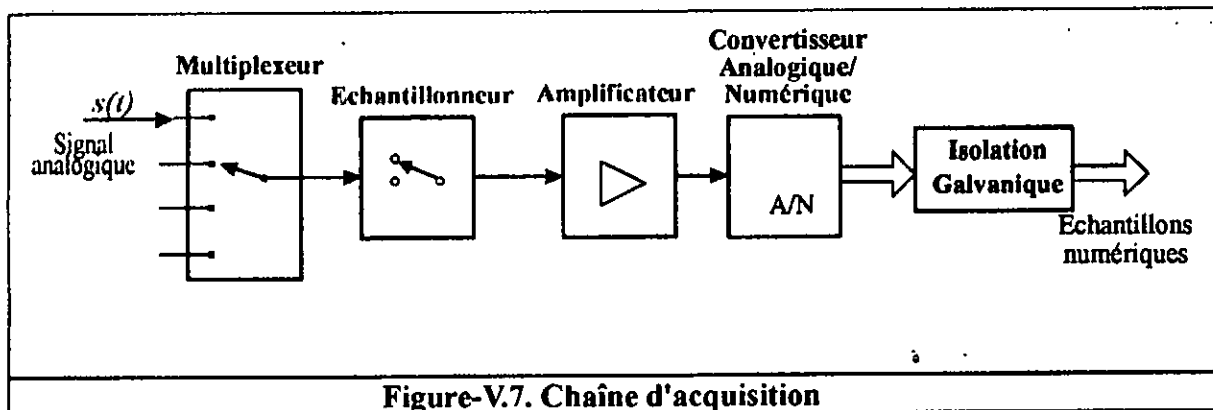 Multiplexeur
s(t)
Signal
analogique
Echantillonneur
Amplificateur
Convertisseur
Analogique/
Numérique
A/N
Isolation
Galvanique
Echantillons
numériques
Figure-V.7. Chaîne d'acquisition